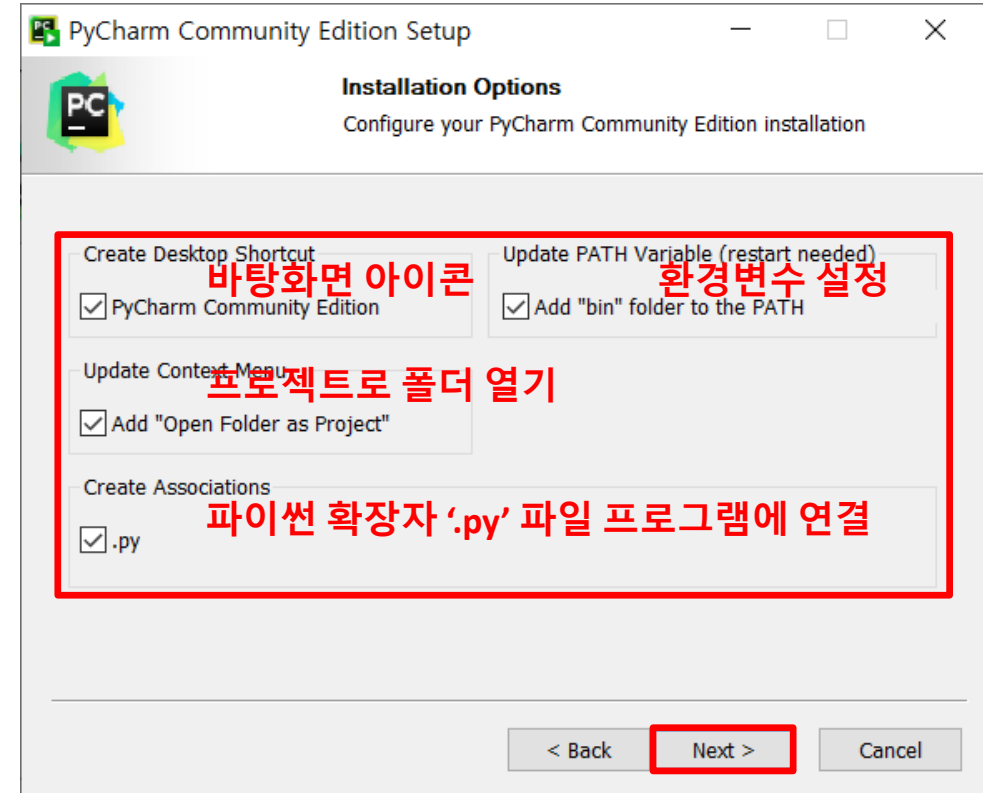 PyCharm Community Edition Setup
PC
Installation Options
Configure your PyCharm Community Edition installation
Create Desktop Shortcut
바탕화면 아이콘
PyCharm Community Edition
Update PATH Variable (restart needed)
환경변수 설정
Add "bin" folder to the PATH
Update Context Menu
프로젝트로 폴더 열기
Add "Open Folder as Project"
Create Associations
파이썬 확장자 ‘.py’ 파일 프로그램에 연결
.py
< Back
Next >
Cancel